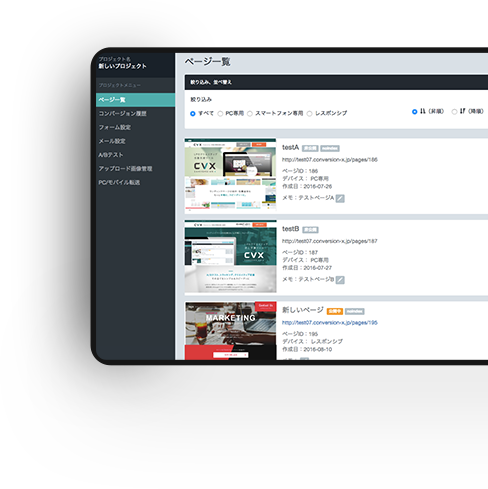 プロジェクト名
新しいプロジェクト
プロジェクトメニュー
ページ一覧
コンバージョン履歴
フォーム設定
メール設定
A/Bテスト
アップロード画像管理
PC/モバイル転送
ページ一覧
絞り込み、並べ替え
絞り込み
すべて PC専用 スマートフォン専用 レスポンシブ
(昇順) (降順)
CVX
testA
http://test07.conversion-x.jp/pages/186
ページID:186
デバイス: PC専用
作成日:2016-07-26
メモ:テストページA
CVX
testB
http://test07.conversion-x.jp/pages/187
ページID:187
デバイス: PC専用
作成日:2016-07-27
メモ:テストページB
MARKETING
新しいページ 公開中
http://test07.conversion-x.jp/pages/195
ページID:195
デバイス: レスポンシブ
作成日:2016-08-10